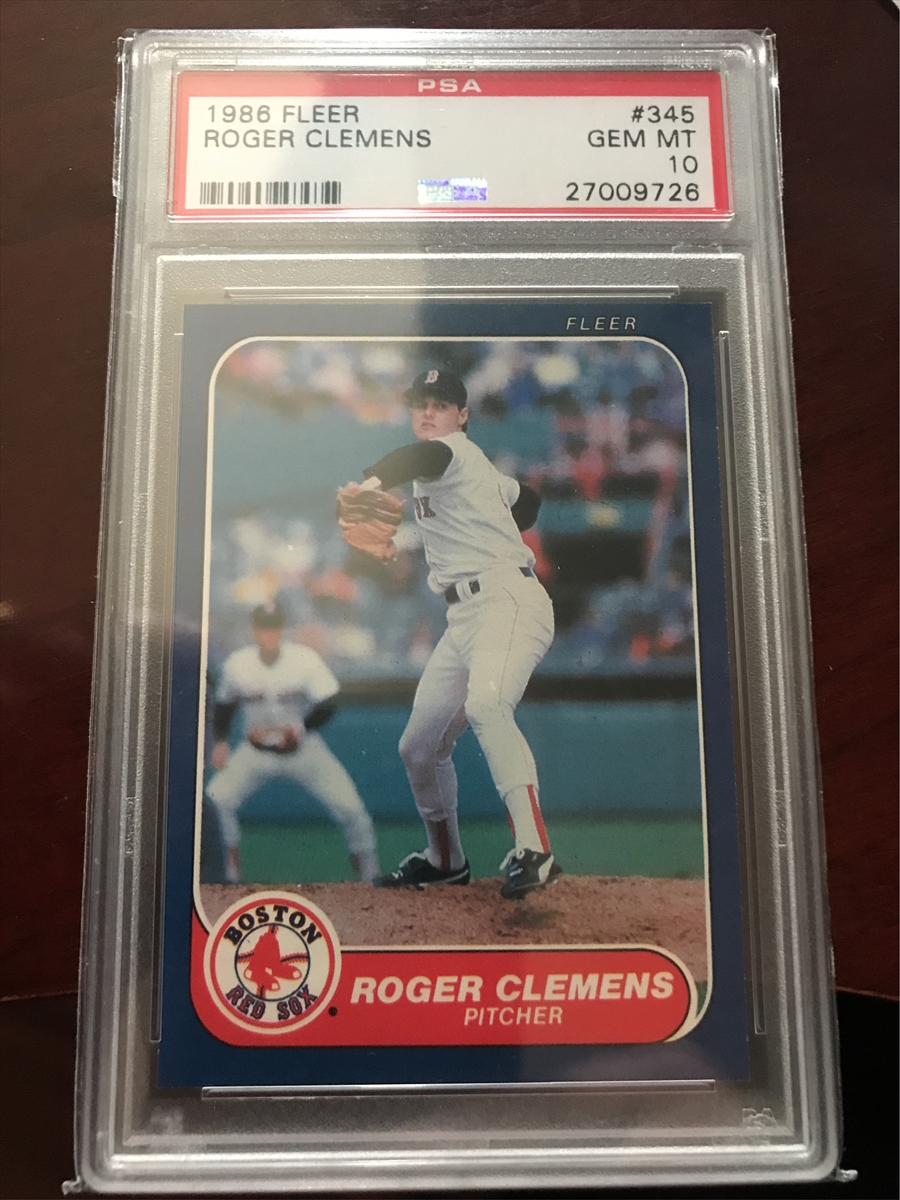 PSA
1986 FLEER #345
ROGER CLEMENS GEM MT
10
27009726
FLEER
B
BOSTON
RED SOX
ROGER CLEMENS
PITCHER